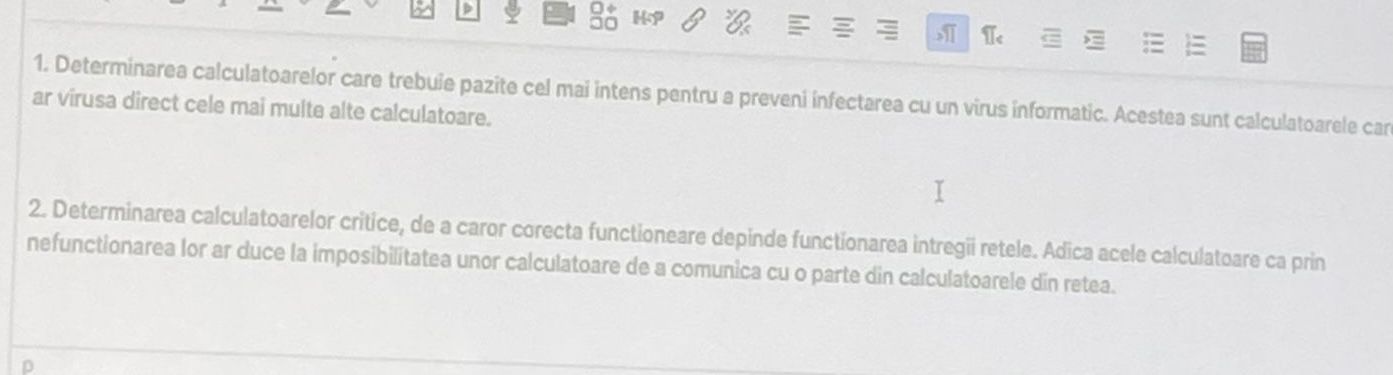 H-P
1. Determinarea calculatoarelor care trebuie pazite cel mai intens pentru a preveni infectarea cu un virus informatic. Acestea sunt calculatoarele care
ar virusa direct cele mai multe alte calculatoare.
2. Determinarea calculatoarelor critice, de a caror corecta functioneare depinde functionarea intregii retele. Adica acele calculatoare ca prin
nefunctionarea lor ar duce la imposibilitatea unor calculatoare de a comunica cu o parte din calculatoarele din retea.
p